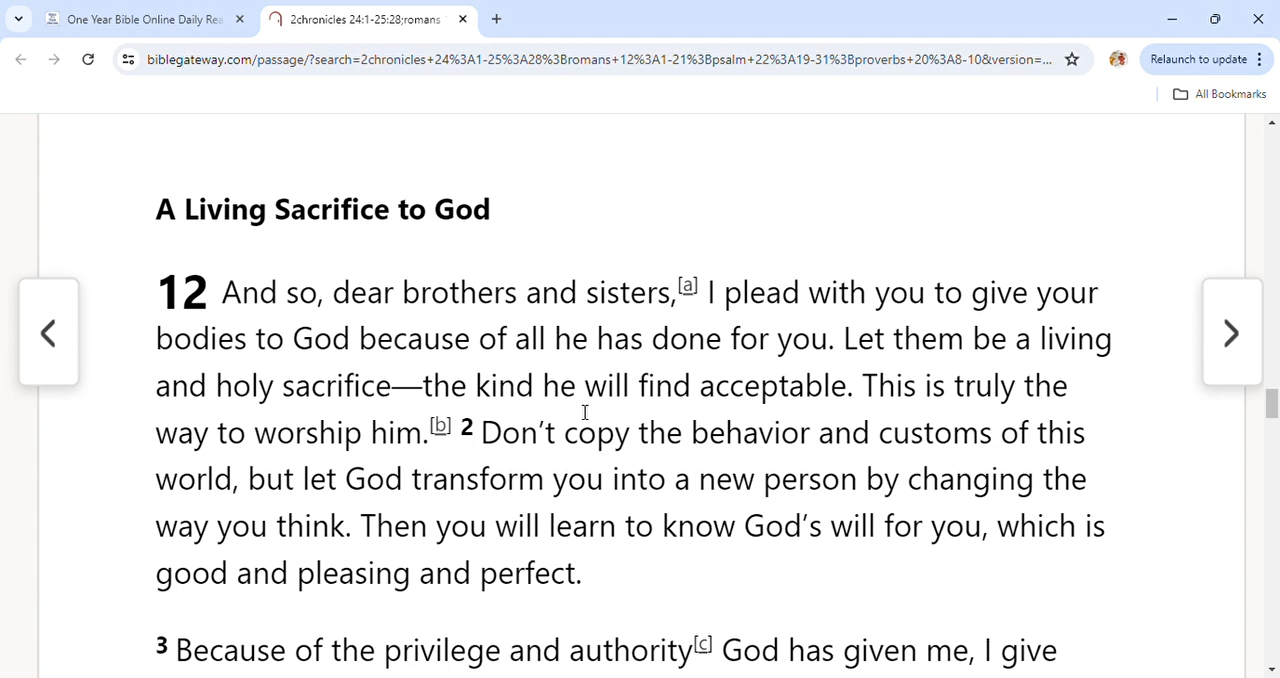 One Year Bible Online Daily Rea
2chronicles 24:1-25:28;romans
biblegateway.com/passage/?search=2chronicles+24%3A1-25%3A28%3Bromans+12%3A1-21%3Bpsalm+22%3A19-31%3Bproverbs+20%3A8-10&version=...
Relaunch to update
All Bookmarks
A Living Sacrifice to God
12 And so, dear brothers and sisters,[a] I plead with you to give your
bodies to God because of all he has done for you. Let them be a living
and holy sacrifice—the kind he will find acceptable. This is truly the
way to worship him.[b] 2 Don’t copy the behavior and customs of this
world, but let God transform you into a new person by changing the
way you think. Then you will learn to know God’s will for you, which is
good and pleasing and perfect.
3 Because of the privilege and authority[c] God has given me, I give